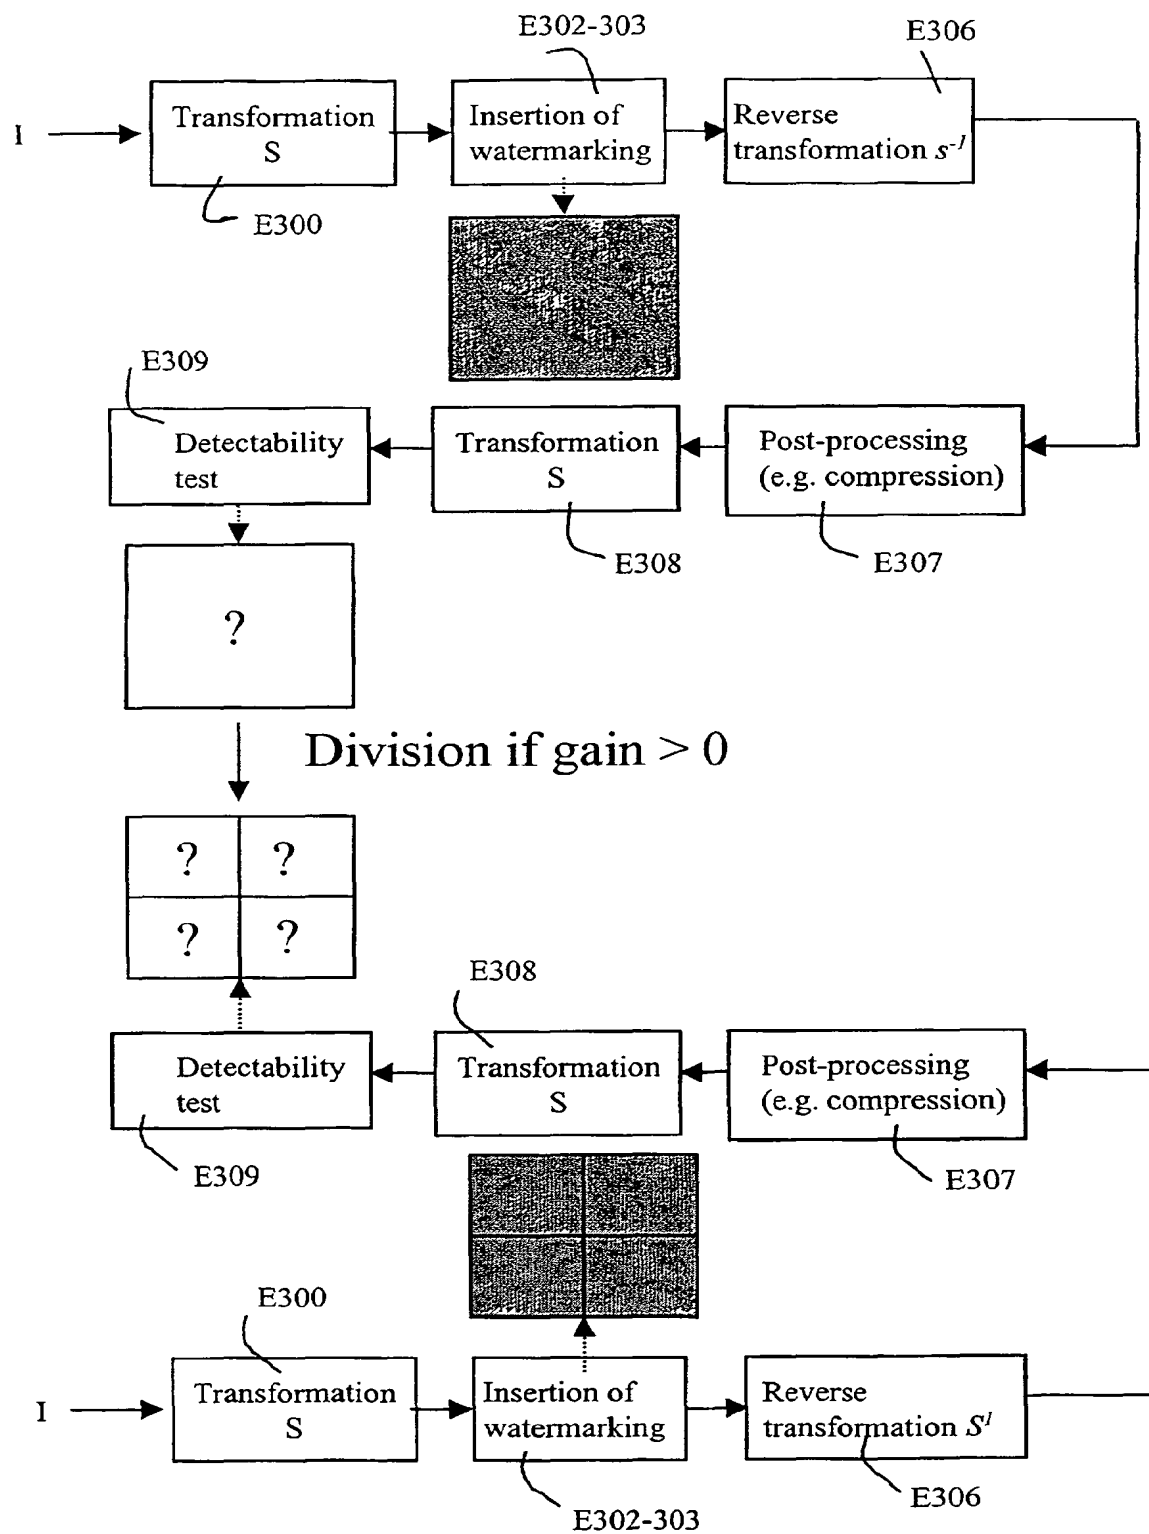 E302-303
E306
I
Transformation
S
Insertion of
watermarking
Reverse
transformation s⁻¹
E300
E309
Detectability
test
Transformation
S
Post-processing
(e.g. compression)
E308
E307
?
Division if gain > 0
? ?
? ?
E308
Detectability
test
Transformation
S
Post-processing
(e.g. compression)
E309
E307
E300
I
Transformation
S
Insertion of
watermarking
Reverse
transformation S¹
E306
E302-303